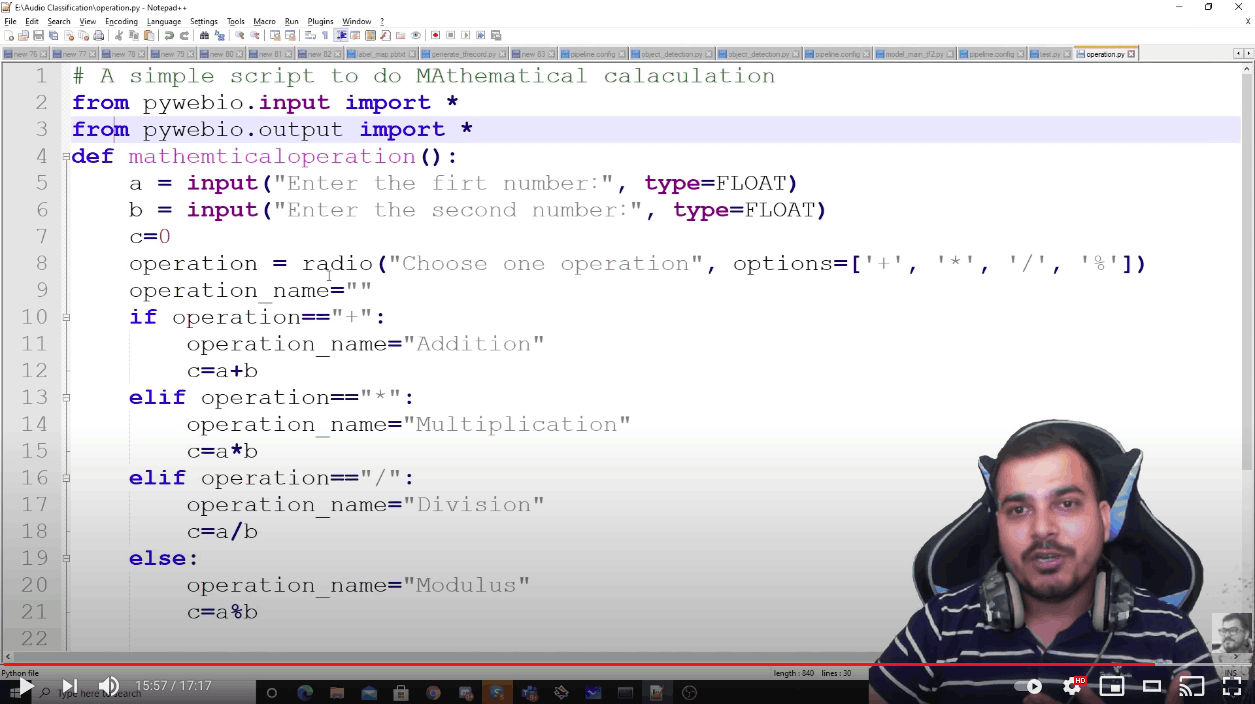 E:\Audio Classification\operation.py - Notepad++
File Edit Search View Encoding Language Settings Tools Macro Run Plugins Window ?
new 76 new 77 new 78 new 79 new 80 new 81 new 82 label_map.pbtxt generate_tfrecord.py new 83 pipeline.config object_detection.py object_detection.py pipeline.config model_main_tf2.py pipeline.config test.py operation.py
1 # A simple script to do MAthematical calaculation
2 from pywebio.input import *
3 from pywebio.output import *
4 def mathemticaloperation():
5 a = input("Enter the firt number:", type=FLOAT)
6 b = input("Enter the second number:", type=FLOAT)
7 c=0
8 operation = radio("Choose one operation", options=['+', '*', '/', '%'])
9 operation_name=""
10 if operation=="+":
11 operation_name="Addition"
12 c=a+b
13 elif operation=="*":
14 operation_name="Multiplication"
15 c=a*b
16 elif operation=="/":
17 operation_name="Division"
18 c=a/b
19 else:
20 operation_name="Modulus"
21 c=a%b
22
Python file length : 840 lines : 30 INS
15:57 / 17:17 Type here to search HD